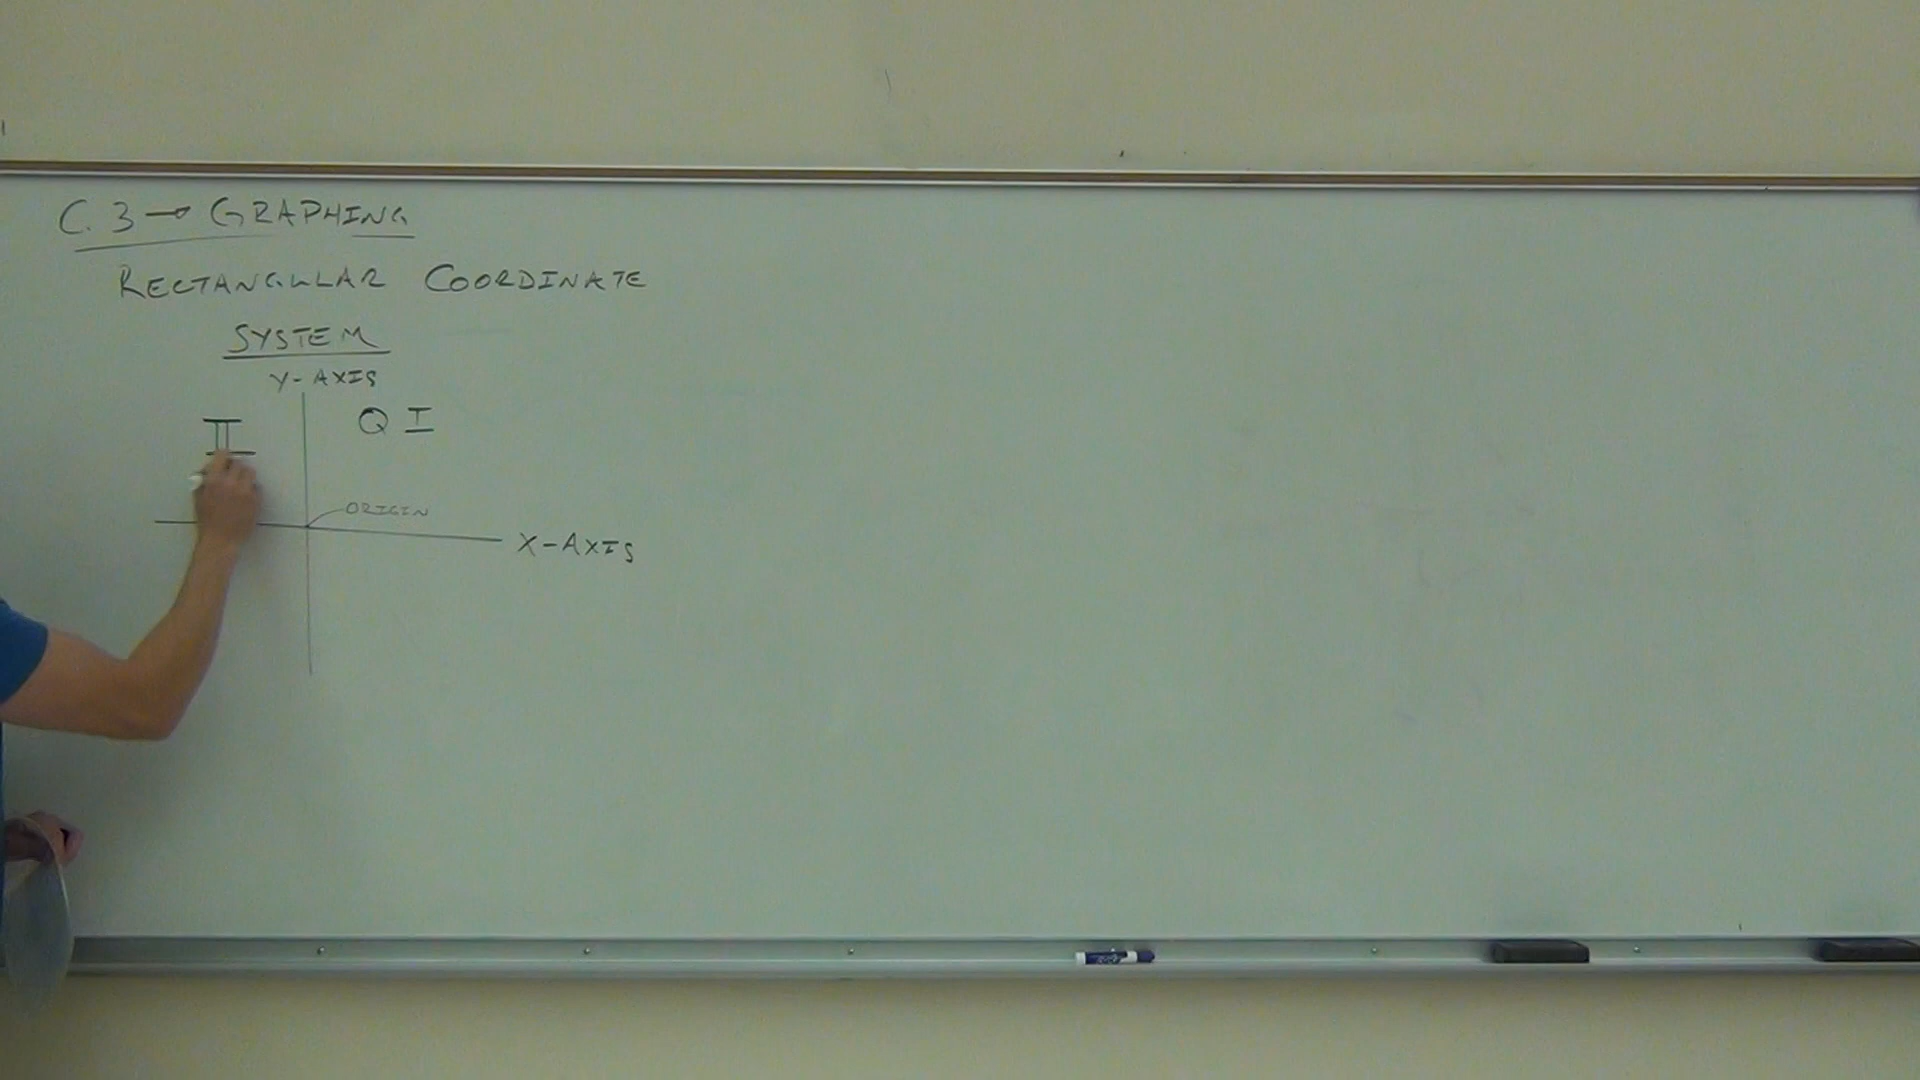 C.3 → GRAPHING
RECTANGULAR COORDINATE
SYSTEM
Y-AXIS
II
Q I
ORIGIN
X-AXIS